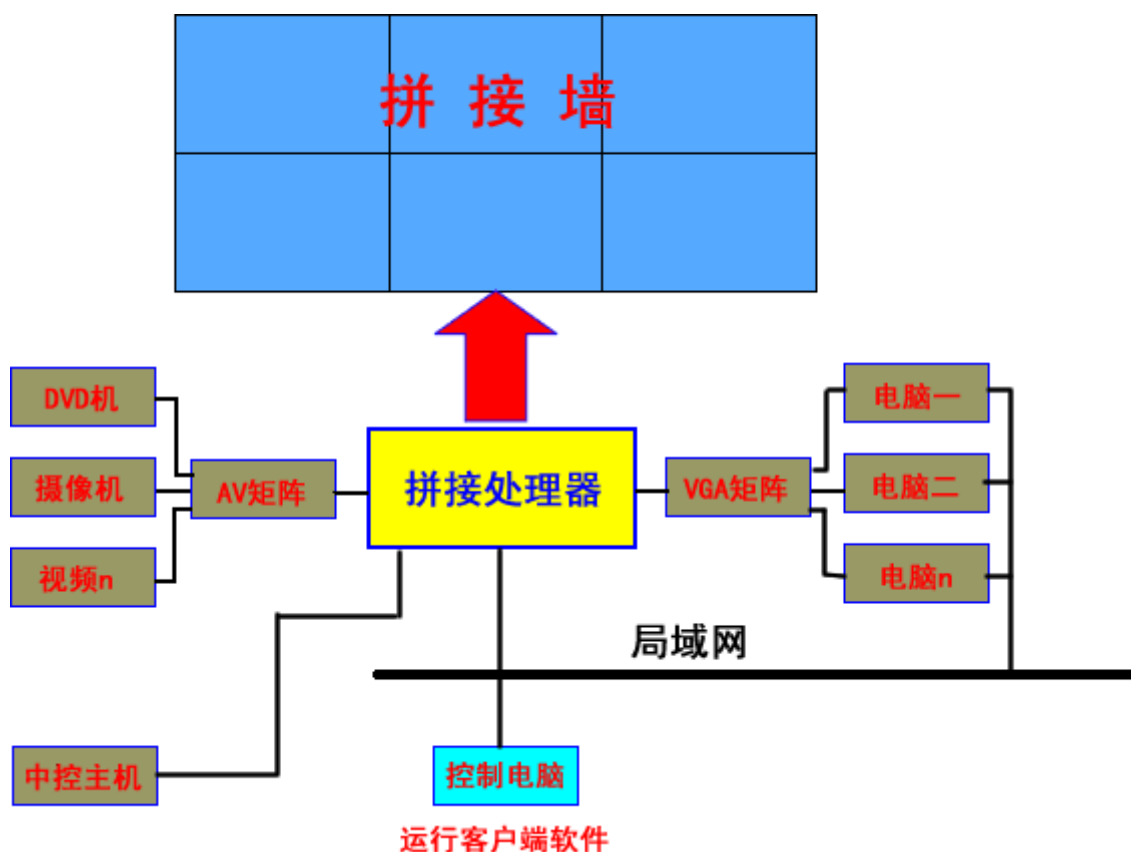 拼接墙
DVD机
摄像机
视频n
AV矩阵
拼接处理器
VGA矩阵
电脑一
电脑二
电脑n
局域网
中控主机
控制电脑
运行客户端软件